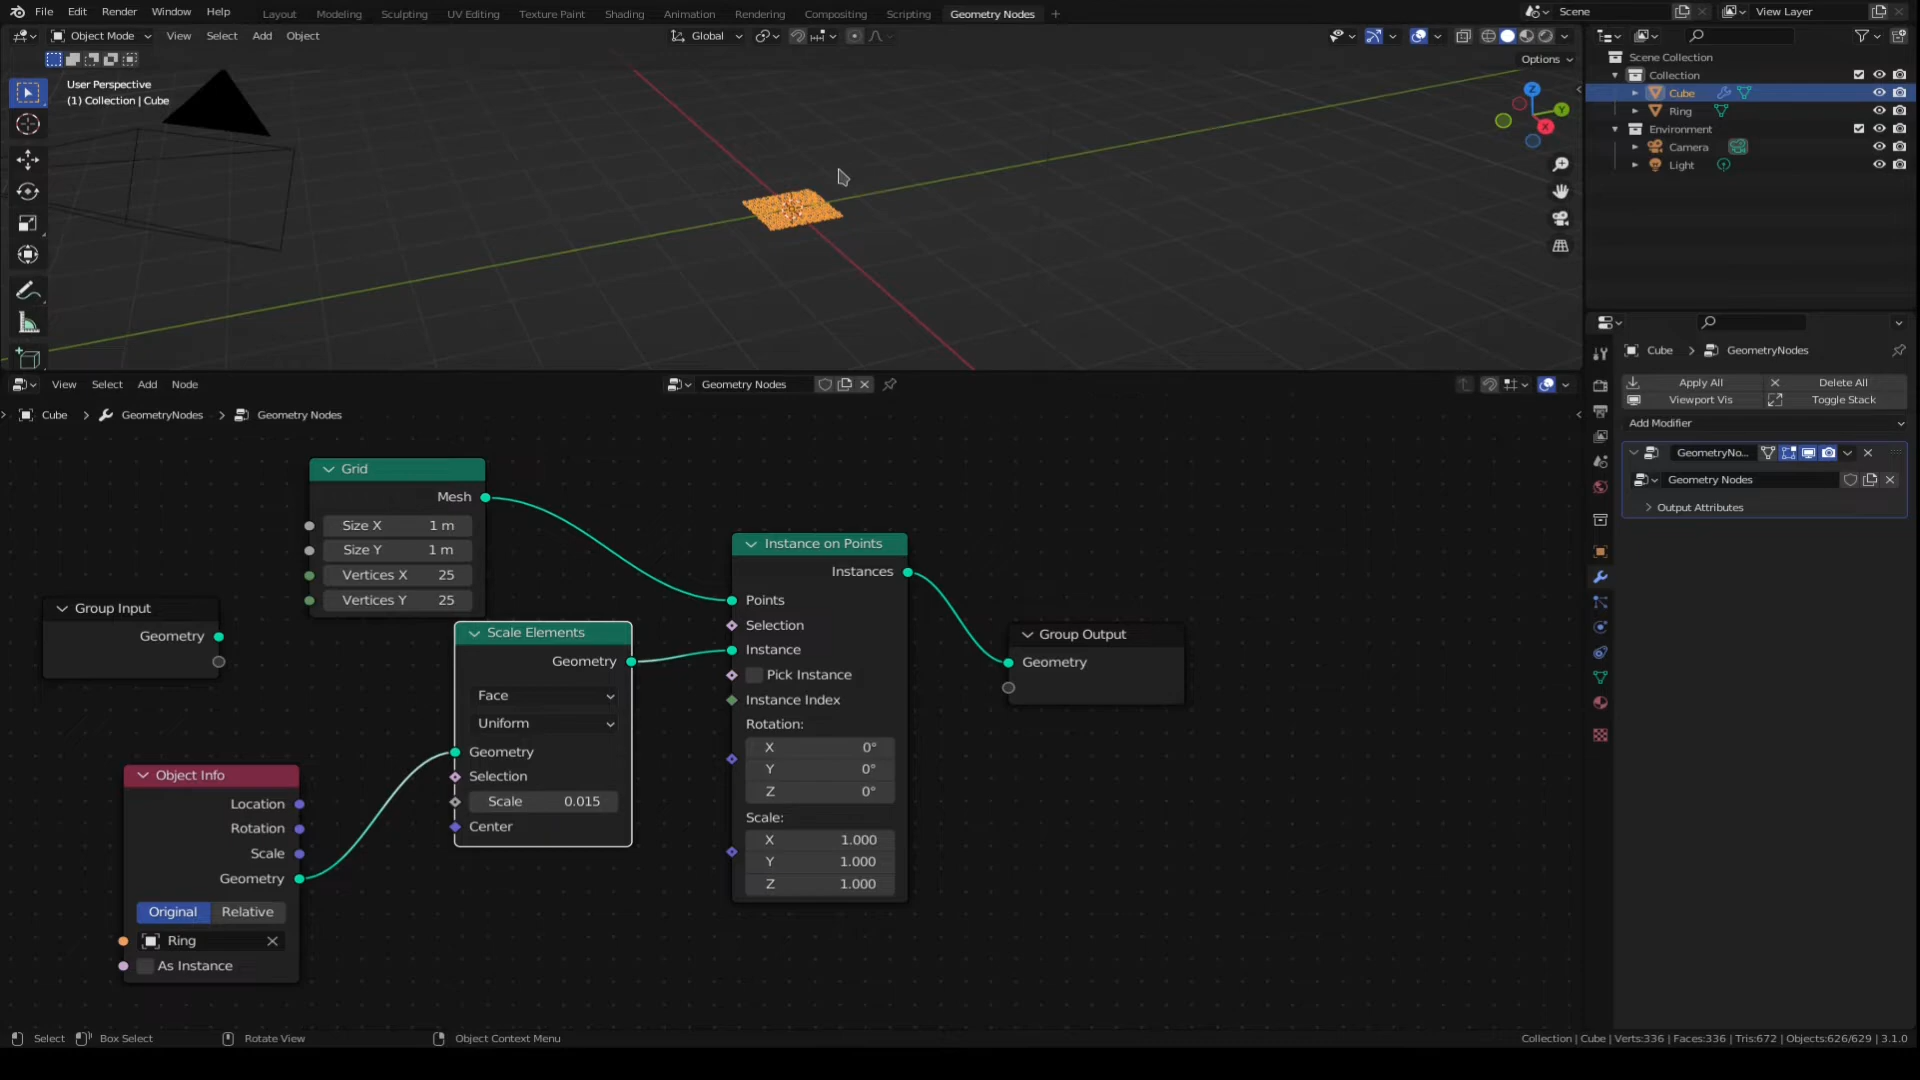 File Edit Render Window Help Layout Modeling Sculpting UV Editing Texture Paint Shading Animation Rendering Compositing Scripting Geometry Nodes + Scene View Layer
Object Mode View Select Add Object Global
Options
User Perspective
(1) Collection | Cube
Z
Y
X
Scene Collection
Collection
Cube
Ring
Environment
Camera
Light
View Select Add Node Geometry Nodes
Cube > GeometryNodes > Geometry Nodes
Cube > GeometryNodes
Apply All Delete All
Viewport Vis Toggle Stack
Add Modifier
GeometryNo...
Geometry Nodes
Output Attributes
Grid
Mesh
Size X 1 m
Size Y 1 m
Vertices X 25
Vertices Y 25
Group Input
Geometry
Scale Elements
Geometry
Face
Uniform
Geometry
Selection
Scale 0.015
Center
Object Info
Location
Rotation
Scale
Geometry
Original Relative
Ring
As Instance
Instance on Points
Instances
Points
Selection
Instance
Pick Instance
Instance Index
Rotation:
X 0°
Y 0°
Z 0°
Scale:
X 1.000
Y 1.000
Z 1.000
Group Output
Geometry
Select Box Select Rotate View Object Context Menu
Collection | Cube | Verts:336 | Faces:336 | Tris:672 | Objects:626/629 | 3.1.0